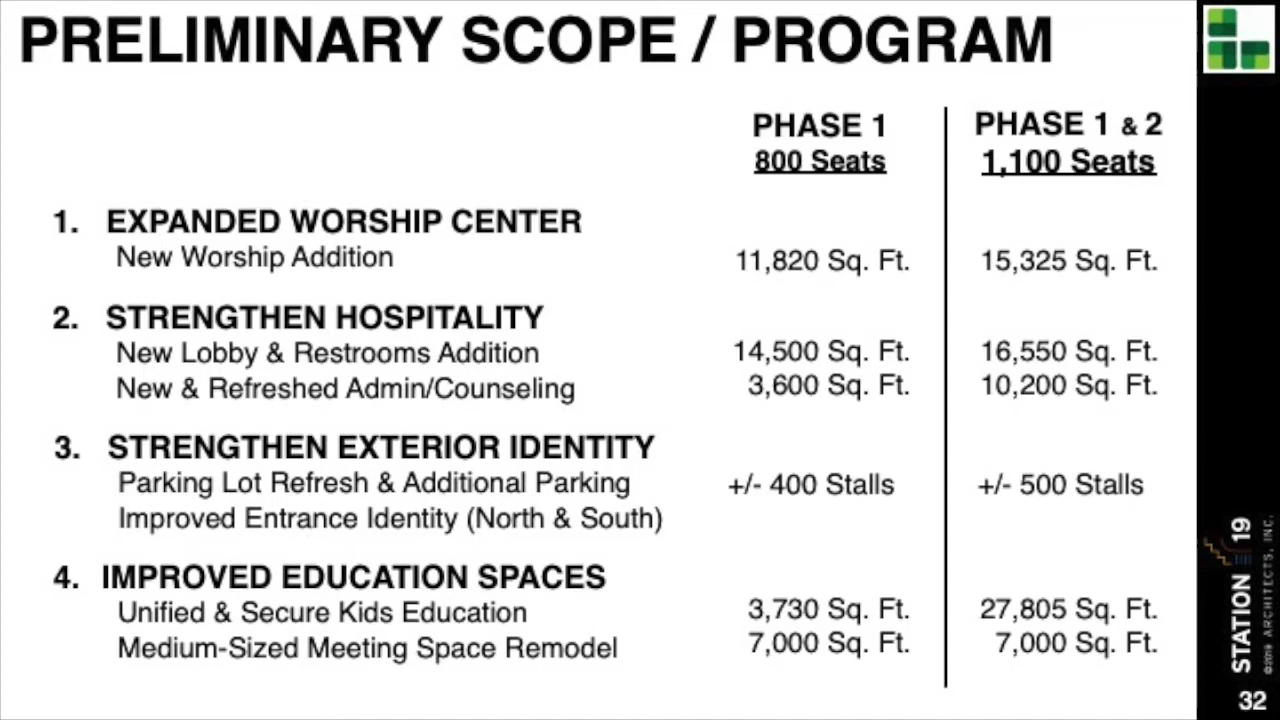 PRELIMINARY SCOPE / PROGRAM
PHASE 1 PHASE 1 & 2
800 Seats 1,100 Seats
1. EXPANDED WORSHIP CENTER
New Worship Addition 11,820 Sq. Ft. 15,325 Sq. Ft.
2. STRENGTHEN HOSPITALITY
New Lobby & Restrooms Addition 14,500 Sq. Ft. 16,550 Sq. Ft.
New & Refreshed Admin/Counseling 3,600 Sq. Ft. 10,200 Sq. Ft.
3. STRENGTHEN EXTERIOR IDENTITY
Parking Lot Refresh & Additional Parking +/- 400 Stalls +/- 500 Stalls
Improved Entrance Identity (North & South)
4. IMPROVED EDUCATION SPACES
Unified & Secure Kids Education 3,730 Sq. Ft. 27,805 Sq. Ft.
Medium-Sized Meeting Space Remodel 7,000 Sq. Ft. 7,000 Sq. Ft.
STATION 19
©2019 ARCHITECTS, INC.
32